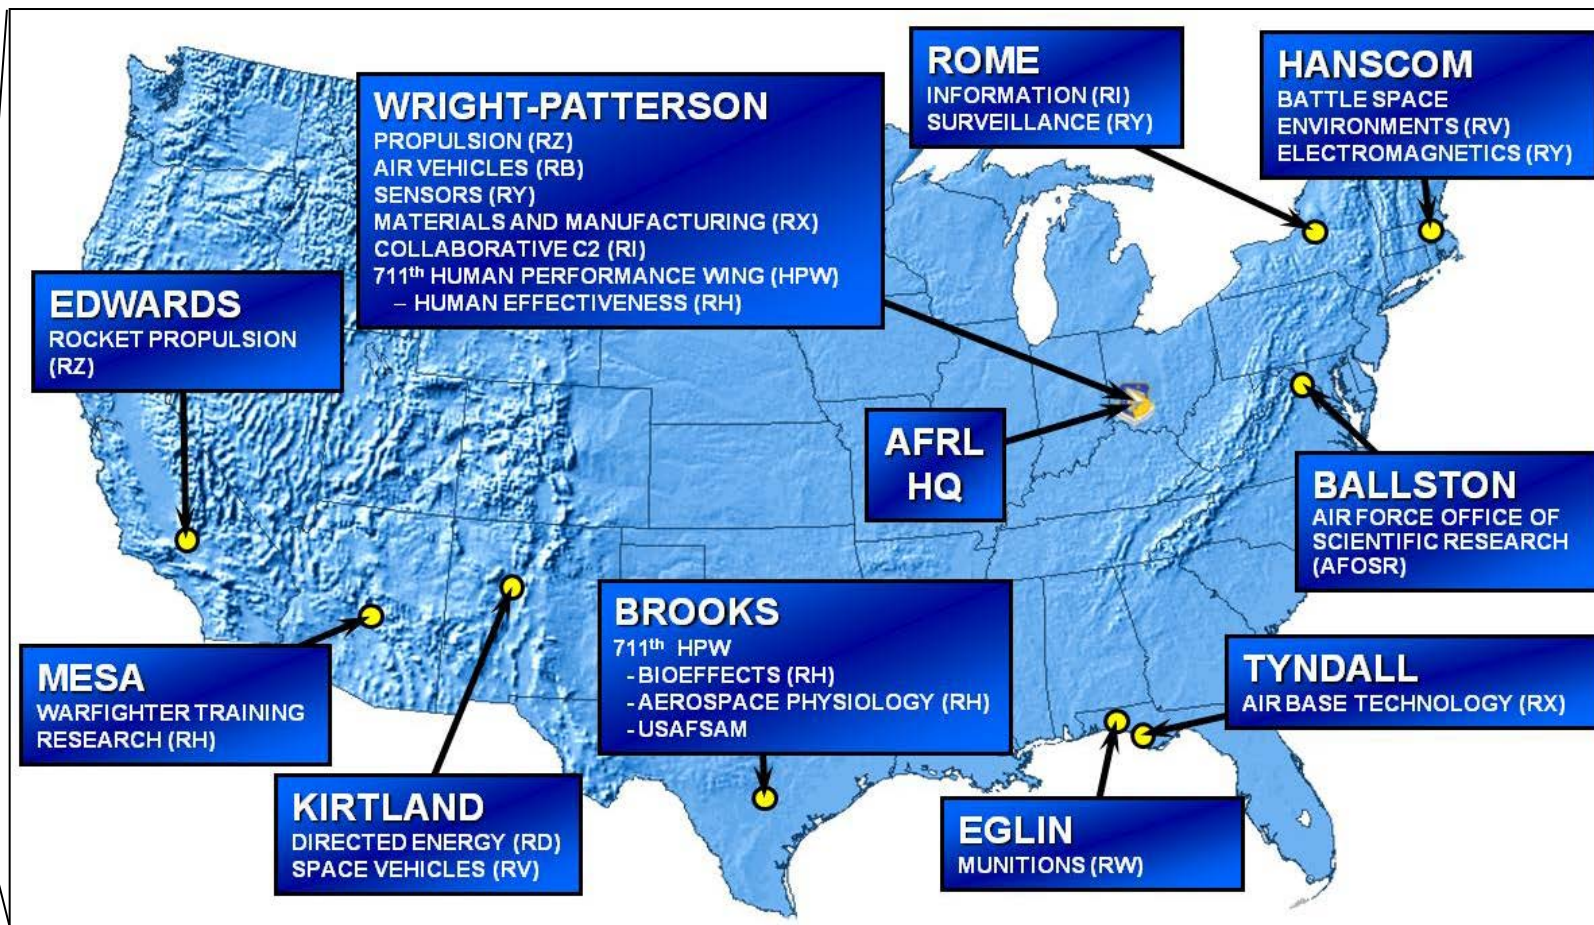 WRIGHT-PATTERSON
PROPULSION (RZ)
AIR VEHICLES (RB)
SENSORS (RY)
MATERIALS AND MANUFACTURING (RX)
COLLABORATIVE C2 (RI)
711th HUMAN PERFORMANCE WING (HPW)
– HUMAN EFFECTIVENESS (RH)
ROME
INFORMATION (RI)
SURVEILLANCE (RY)
HANSCOM
BATTLE SPACE
ENVIRONMENTS (RV)
ELECTROMAGNETICS (RY)
EDWARDS
ROCKET PROPULSION
(RZ)
AFRL
HQ
BALLSTON
AIR FORCE OFFICE OF
SCIENTIFIC RESEARCH
(AFOSR)
MESA
WARFIGHTER TRAINING
RESEARCH (RH)
BROOKS
711th HPW
-BIOEFFECTS (RH)
-AEROSPACE PHYSIOLOGY (RH)
-USAFSAM
TYNDALL
AIR BASE TECHNOLOGY (RX)
KIRTLAND
DIRECTED ENERGY (RD)
SPACE VEHICLES (RV)
EGLIN
MUNITIONS (RW)